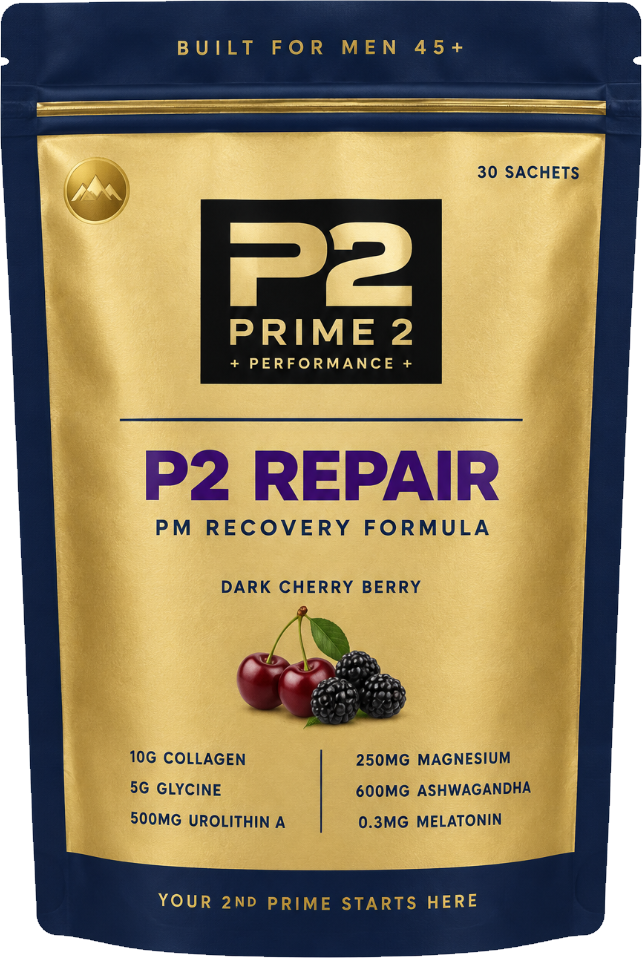 BUILT FOR MEN 45+
30 SACHETS
P2
PRIME 2
+ PERFORMANCE +
P2 REPAIR
PM RECOVERY FORMULA
DARK CHERRY BERRY
10G COLLAGEN
5G GLYCINE
500MG UROLITHIN A
250MG MAGNESIUM
600MG ASHWAGANDHA
0.3MG MELATONIN
YOUR 2ND PRIME STARTS HERE